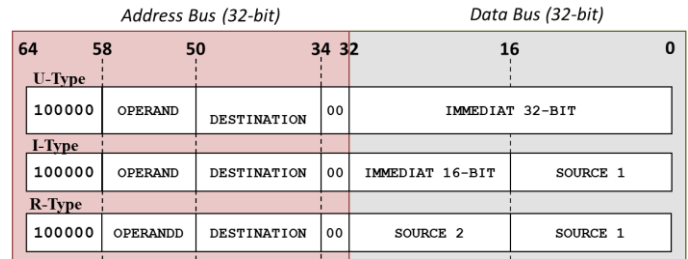 Address Bus (32-bit) Data Bus (32-bit)
64 58 50 34 32 16 0
U-Type
100000 OPERAND DESTINATION 00 IMMEDIAT 32-BIT
I-Type
100000 OPERAND DESTINATION 00 IMMEDIAT 16-BIT SOURCE 1
R-Type
100000 OPERANDD DESTINATION 00 SOURCE 2 SOURCE 1